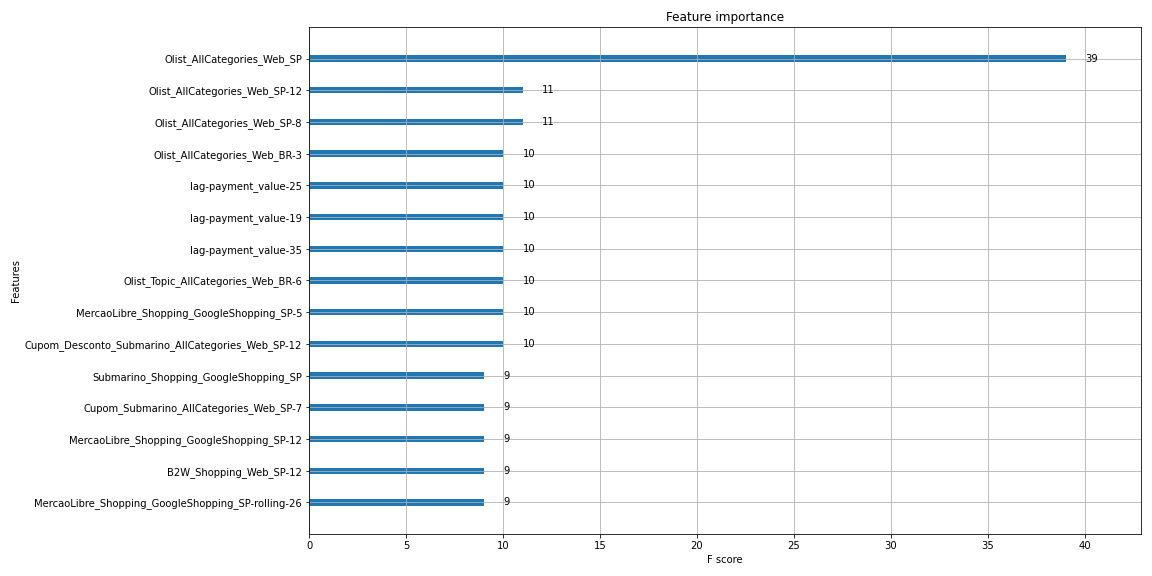 Feature importance
Olist_AllCategories_Web_SP 39
Olist_AllCategories_Web_SP-12 11
Olist_AllCategories_Web_SP-8 11
Olist_AllCategories_Web_BR-3 10
lag-payment_value-25 10
lag-payment_value-19 10
lag-payment_value-35 10
Olist_Topic_AllCategories_Web_BR-6 10
MercaoLibre_Shopping_GoogleShopping_SP-5 10
Cupom_Desconto_Submarino_AllCategories_Web_SP-12 10
Submarino_Shopping_GoogleShopping_SP 9
Cupom_Submarino_AllCategories_Web_SP-7 9
MercaoLibre_Shopping_GoogleShopping_SP-12 9
B2W_Shopping_Web_SP-12 9
MercaoLibre_Shopping_GoogleShopping_SP-rolling-26 9
Features
0 5 10 15 20 25 30 35 40
F score